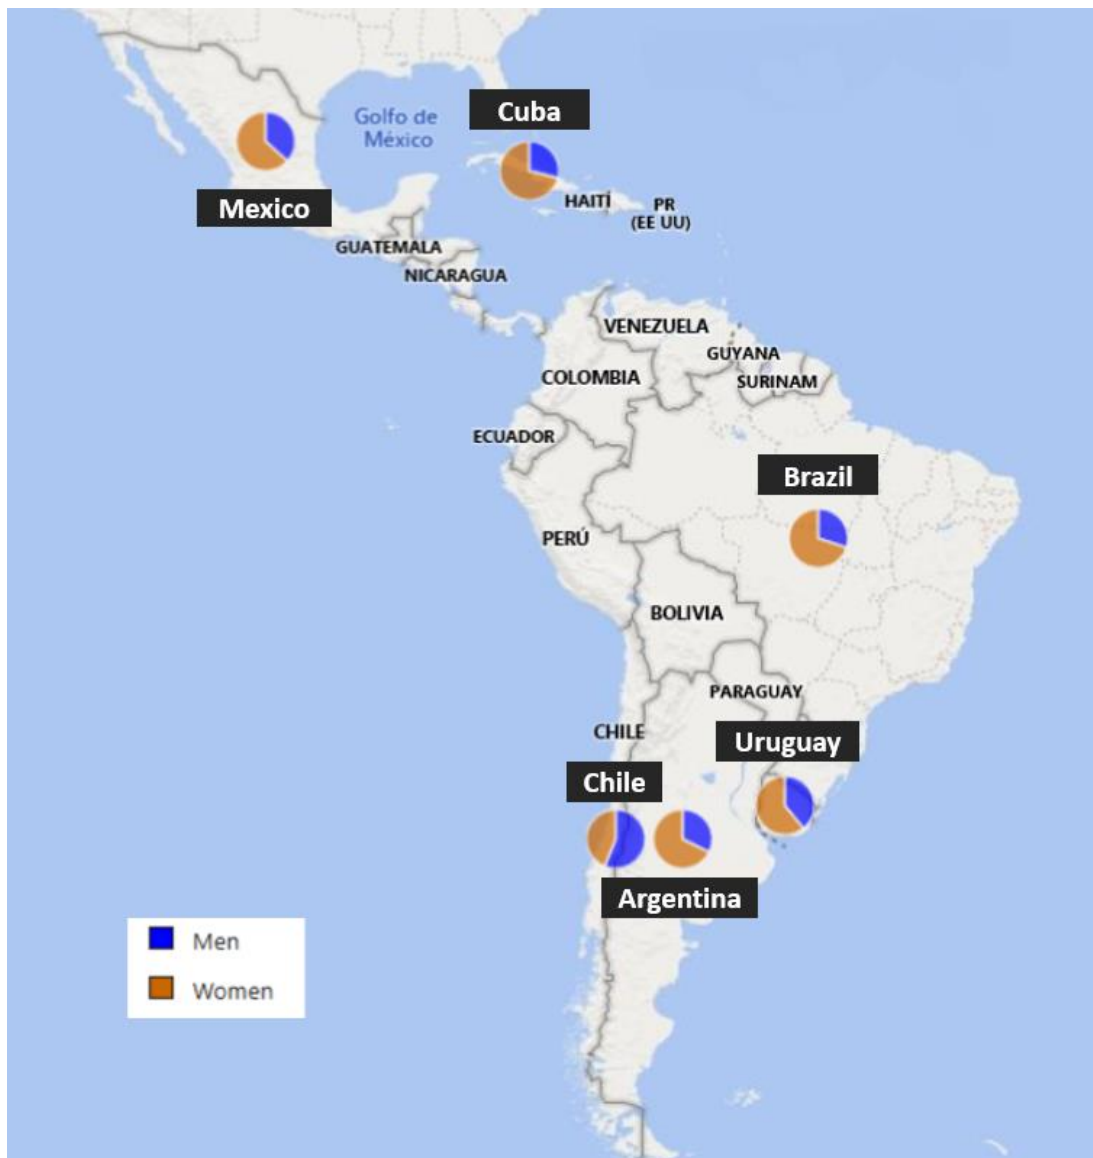 Cuba
Golfo de
México
Mexico
HAITÍ
PR
(EE UU)
GUATEMALA
NICARAGUA
VENEZUELA
GUYANA
COLOMBIA
SURINAM
ECUADOR
Brazil
PERÚ
BOLIVIA
PARAGUAY
CHILE
Uruguay
Chile
Argentina
Men
Women